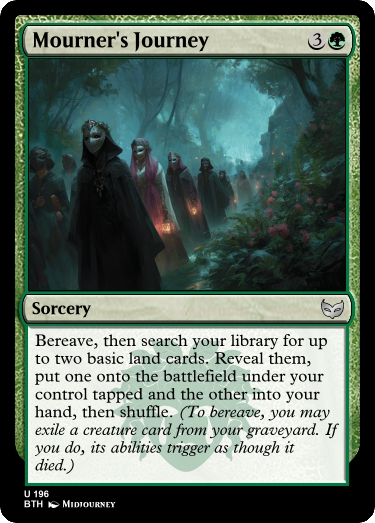 Mourner's Journey 3
Sorcery
Bereave, then search your library for up
to two basic land cards. Reveal them,
put one onto the battlefield under your
control tapped and the other into your
hand, then shuffle. (To bereave, you may
exile a creature card from your graveyard. If
you do, its abilities trigger as though it
died.)
U 196
BTH Midjourney